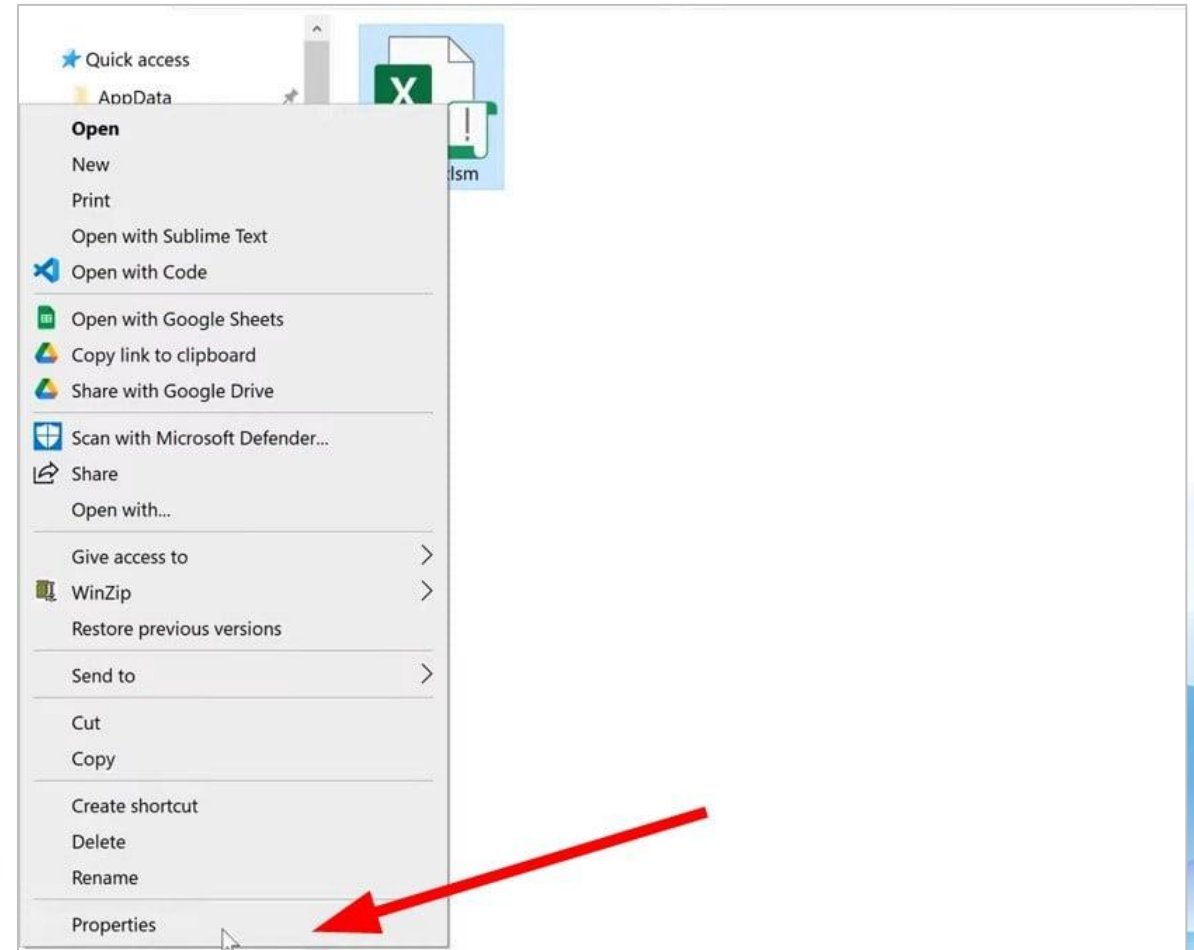 Quick access
AppData
Open
New
Print
Open with Sublime Text
Open with Code
Open with Google Sheets
Copy link to clipboard
Share with Google Drive
Scan with Microsoft Defender...
Share
Open with...
Give access to
WinZip
Restore previous versions
Send to
Cut
Copy
Create shortcut
Delete
Rename
Properties